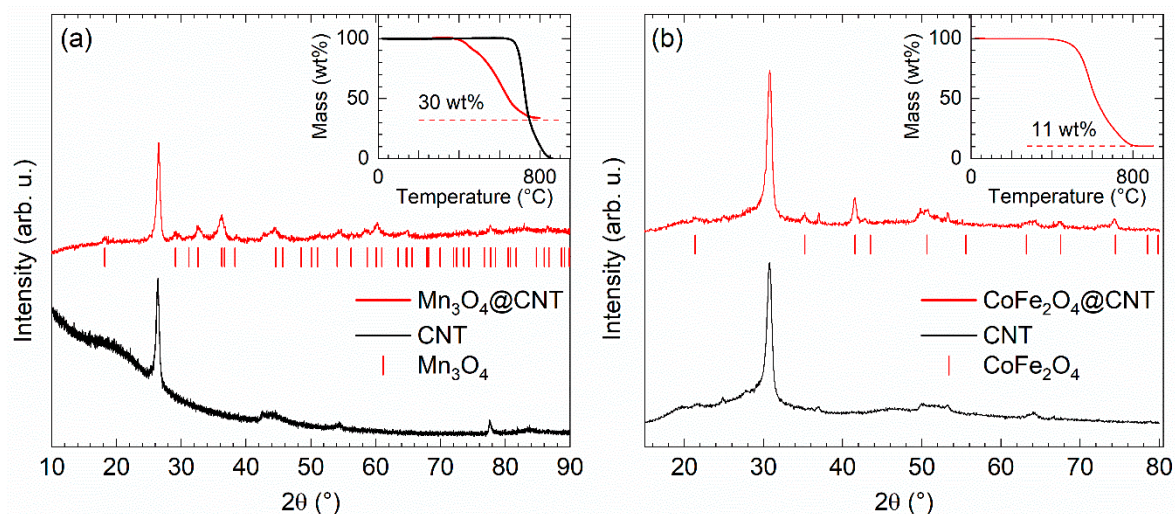 (a)
Intensity (arb. u.)
Mass (wt%)
100
50
0
30 wt%
0
800
Temperature (°C)
Mn₃O₄@CNT
CNT
Mn₃O₄
10 20 30 40 50 60 70 80 90
2θ (°)
(b)
Intensity (arb. u.)
Mass (wt%)
100
50
0
11 wt%
0
800
Temperature (°C)
CoFe₂O₄@CNT
CNT
CoFe₂O₄
20 30 40 50 60 70 80
2θ (°)